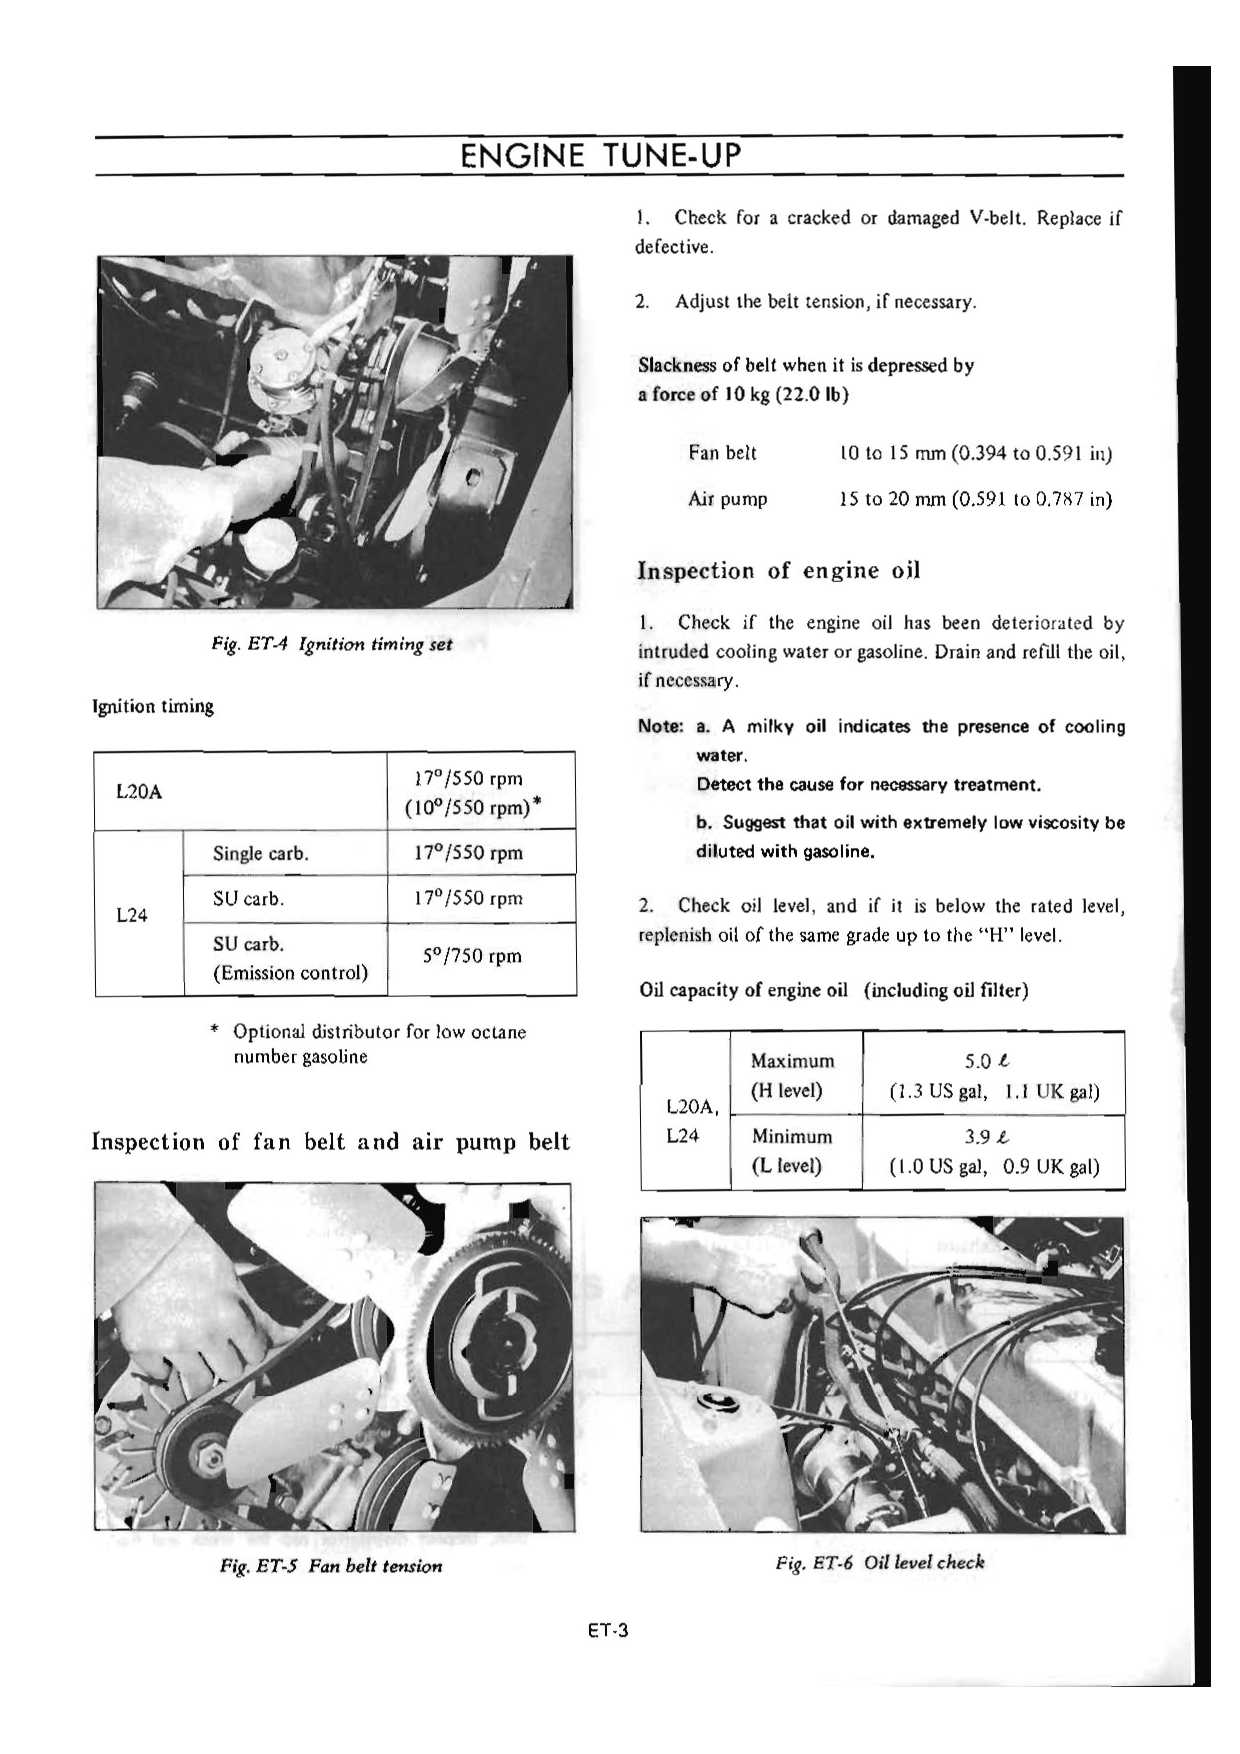 ENGINE TUNE-UP
Fig. ET-4 Ignition timing set
Ignition timing
L20A
17°/550 rpm
(10°/550 rpm)*
L24
Single carb.
17°/550 rpm
SU carb.
17°/550 rpm
SU carb.
(Emission control)
5°/750 rpm
* Optional distributor for low octane
number gasoline
Inspection of fan belt and air pump belt
Fig. ET-5 Fan belt tension
1. Check for a cracked or damaged V-belt. Replace if
defective.
2. Adjust the belt tension, if necessary.
Slackness of belt when it is depressed by
a force of 10 kg (22.0 lb)
Fan belt 10 to 15 mm (0.394 to 0.591 in)
Air pump 15 to 20 mm (0.591 to 0.787 in)
Inspection of engine oil
1. Check if the engine oil has been deteriorated by
intruded cooling water or gasoline. Drain and refill the oil,
if necessary.
Note: a. A milky oil indicates the presence of cooling
water.
Detect the cause for necessary treatment.
b. Suggest that oil with extremely low viscosity be
diluted with gasoline.
2. Check oil level, and if it is below the rated level,
replenish oil of the same grade up to the “H” level.
Oil capacity of engine oil (including oil filter)
L20A,
L24
Maximum
(H level)
5.0 ℓ
(1.3 US gal, 1.1 UK gal)
Minimum
(L level)
3.9 ℓ
(1.0 US gal, 0.9 UK gal)
Fig. ET-6 Oil level check
ET-3